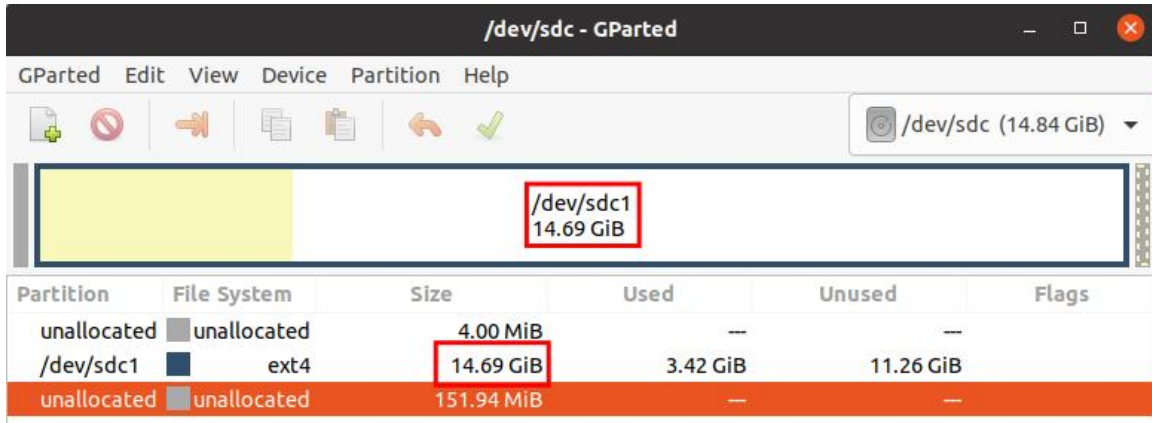 /dev/sdc - GParted
GParted Edit View Device Partition Help
/dev/sdc (14.84 GiB)
/dev/sdc1
14.69 GiB
Partition File System Size Used Unused Flags
unallocated unallocated 4.00 MiB --- ---
/dev/sdc1 ext4 14.69 GiB 3.42 GiB 11.26 GiB
unallocated unallocated 151.94 MiB --- ---